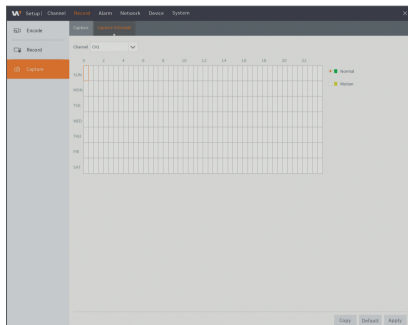 Setup | Channel Record Alarm Network Device System
Encode
Record
Capture
Capture Capture Schedule
Channel CH1
0 2 4 6 8 10 12 14 16 18 20 22
SUN
MON
TUE
WED
THU
FRI
SAT
Normal
Copy Default Apply